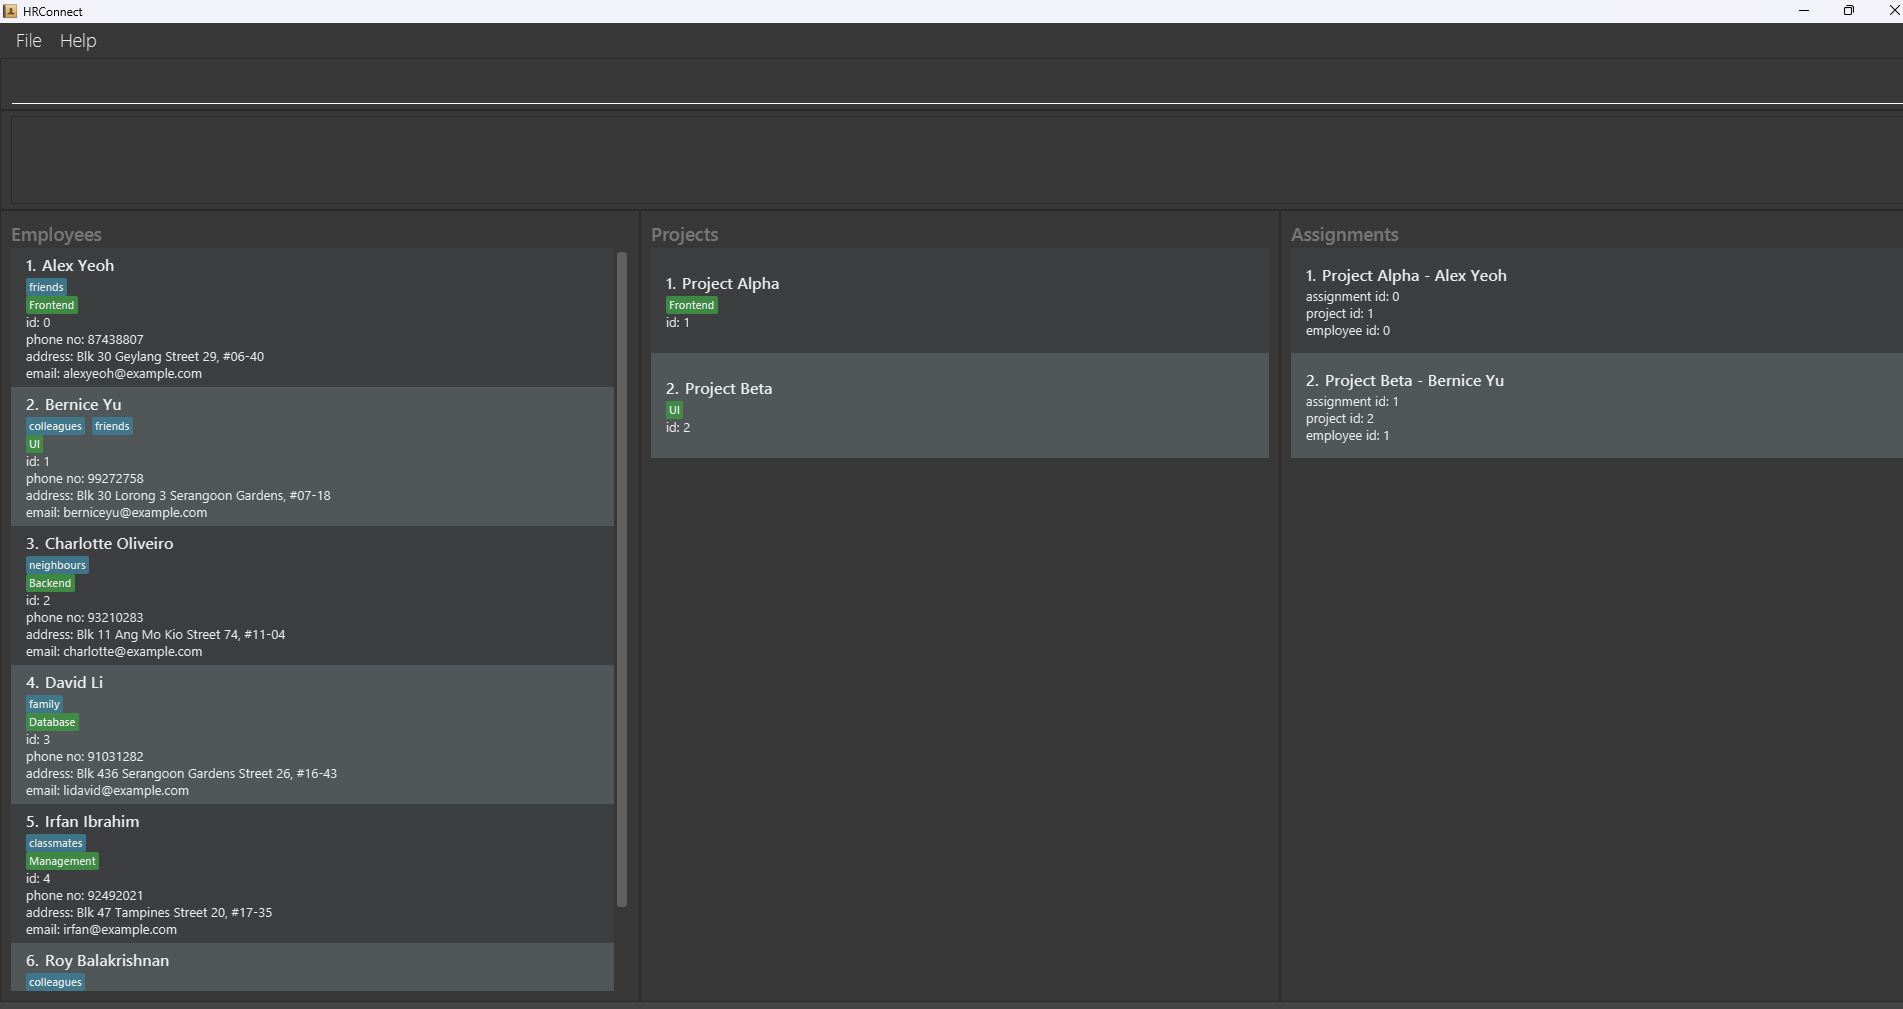 HRConnect
File Help
Employees
1. Alex Yeoh
friends
Frontend
id: 0
phone no: 87438807
address: Blk 30 Geylang Street 29, #06-40
email: alexyeoh@example.com
2. Bernice Yu
colleagues friends
UI
id: 1
phone no: 99272758
address: Blk 30 Lorong 3 Serangoon Gardens, #07-18
email: berniceyu@example.com
3. Charlotte Oliveiro
neighbours
Backend
id: 2
phone no: 93210283
address: Blk 11 Ang Mo Kio Street 74, #11-04
email: charlotte@example.com
4. David Li
family
Database
id: 3
phone no: 91031282
address: Blk 436 Serangoon Gardens Street 26, #16-43
email: lidavid@example.com
5. Irfan Ibrahim
classmates
Management
id: 4
phone no: 92492021
address: Blk 47 Tampines Street 20, #17-35
email: irfan@example.com
6. Roy Balakrishnan
colleagues
Projects
1. Project Alpha
Frontend
id: 1
2. Project Beta
UI
id: 2
Assignments
1. Project Alpha - Alex Yeoh
assignment id: 0
project id: 1
employee id: 0
2. Project Beta - Bernice Yu
assignment id: 1
project id: 2
employee id: 1